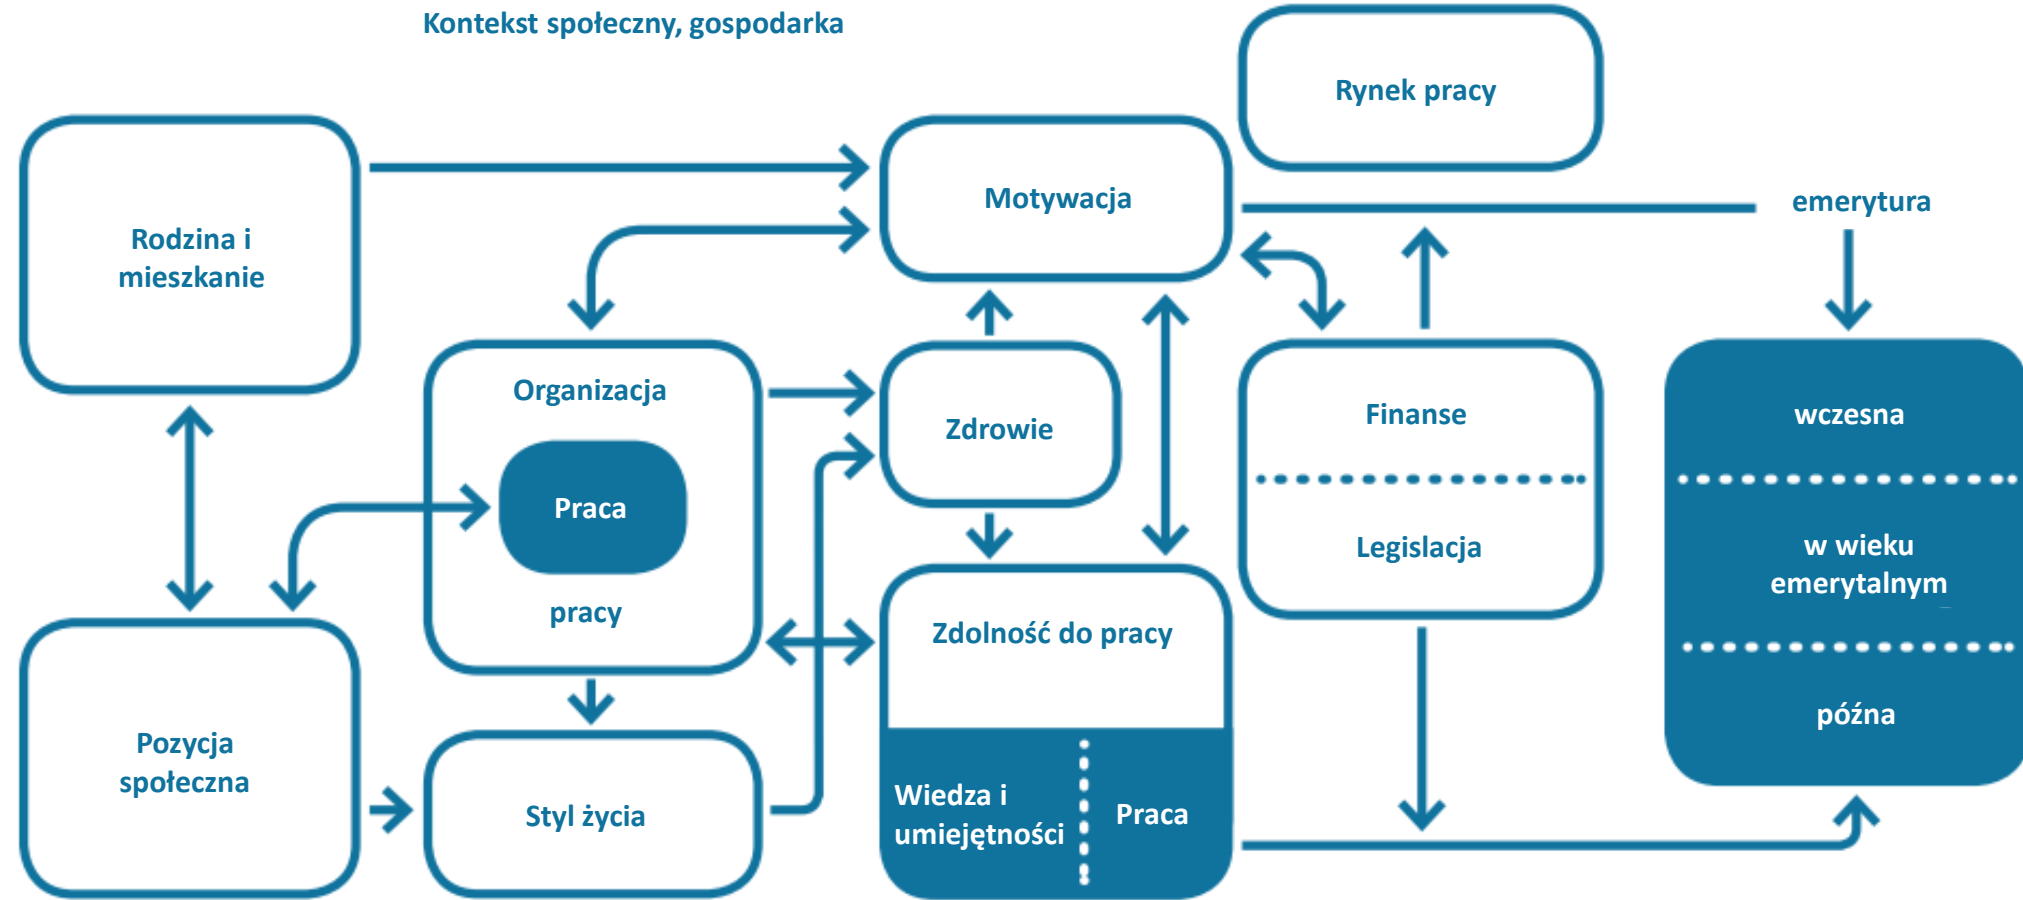 Kontekst społeczny, gospodarka
Rynek pracy
Rodzina i
mieszkanie
Motywacja
emerytura
Organizacja
Praca
pracy
Zdrowie
Finanse
Legislacja
wczesna
w wieku
emerytalnym
późna
Pozycja
społeczna
Styl życia
Zdolność do pracy
Wiedza i
umiejętności
Praca